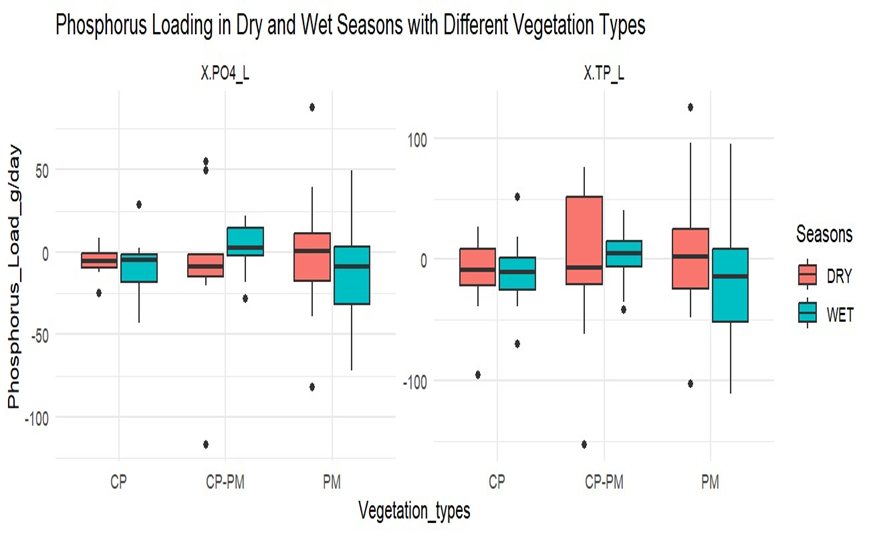 Phosphorus Loading in Dry and Wet Seasons with Different Vegetation Types
X.PO4_L
X.TP_L
Phosphorus_Load_g/day
50
0
-50
-100
100
0
-100
CP
CP-PM
PM
CP
CP-PM
PM
Vegetation_types
Seasons
DRY
WET